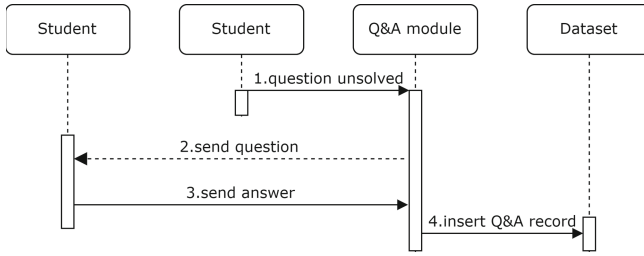 Student
Student
Q&A module
Dataset
1.question unsolved
2.send question
3.send answer
4.insert Q&A record